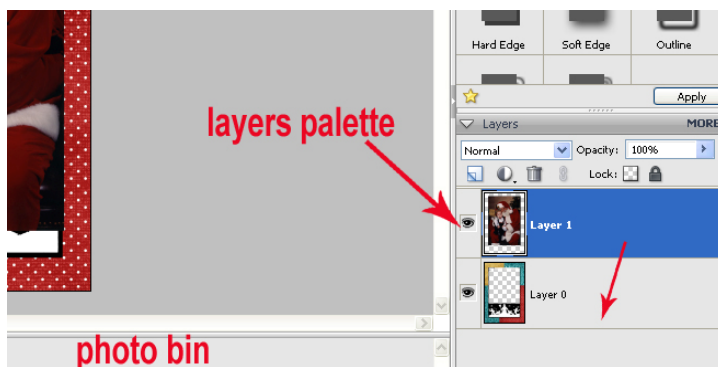 Hard Edge Soft Edge Outline
Apply
layers palette
Layers MORE
Normal Opacity: 100%
Lock:
Layer 1
Layer 0
photo bin